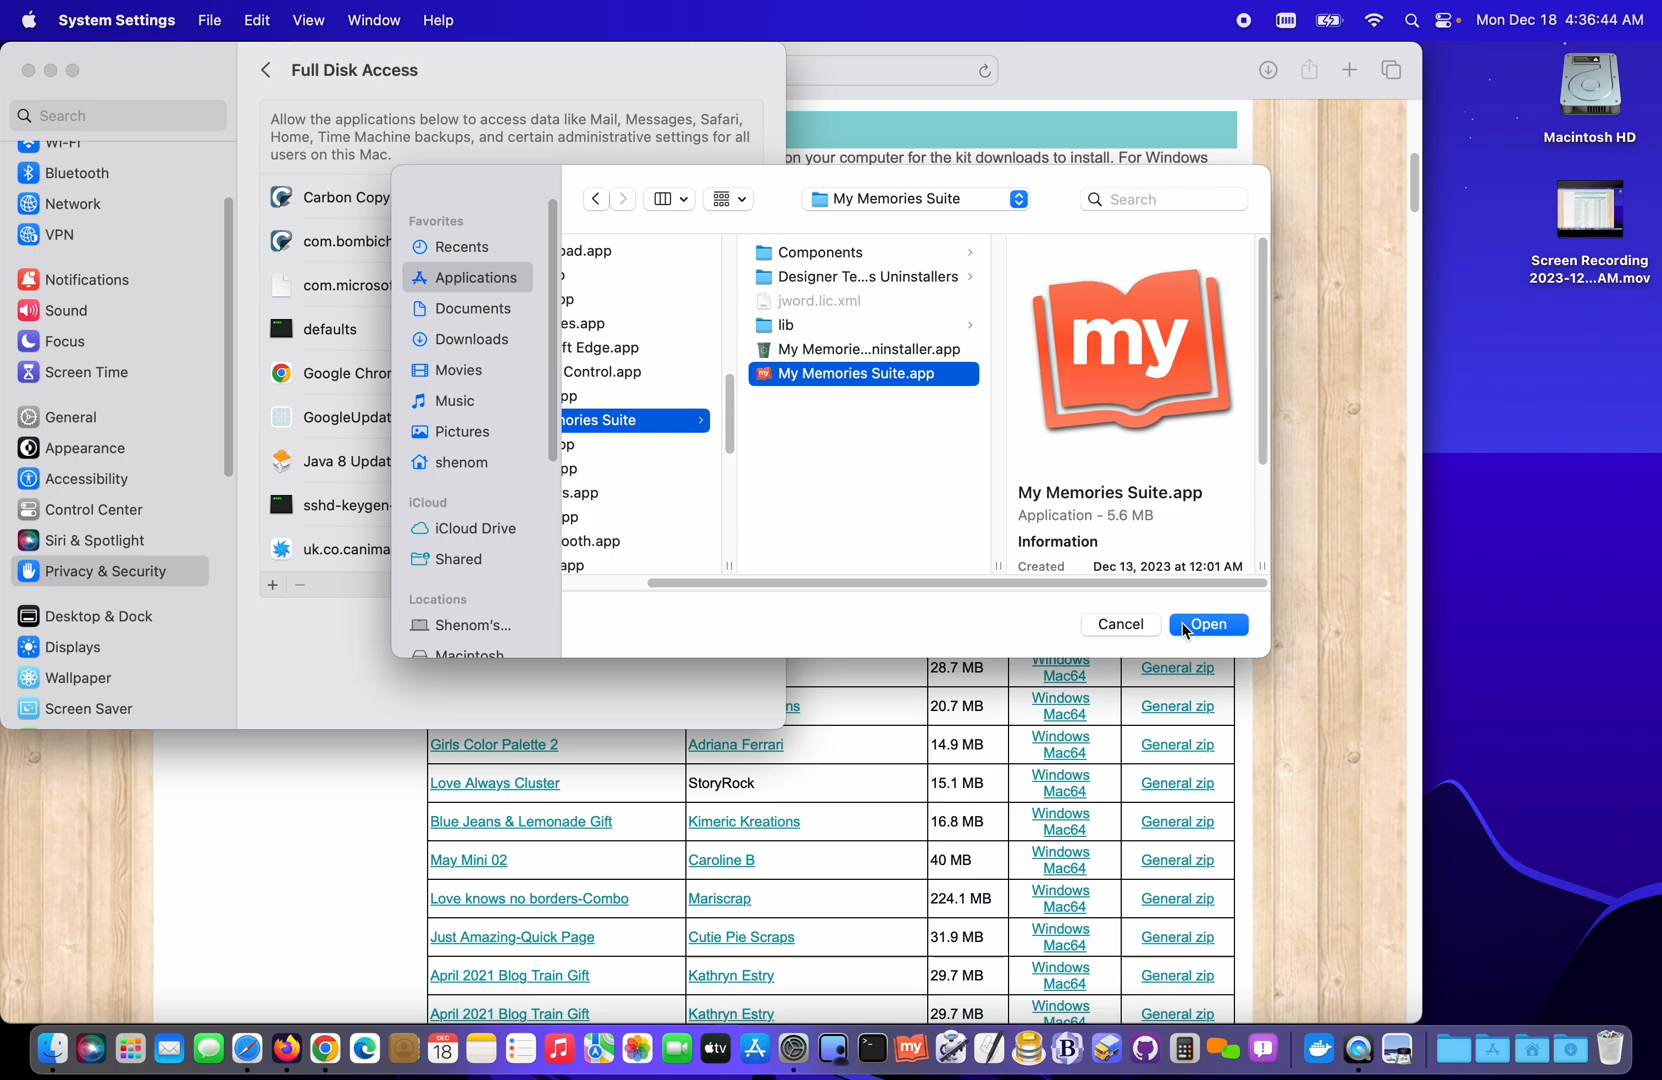 System Settings File Edit View Window Help
Mon Dec 18 4:36:44 AM
Search
Wi-Fi
Bluetooth
Network
VPN
Notifications
Sound
Focus
Screen Time
General
Appearance
Accessibility
Control Center
Siri & Spotlight
Privacy & Security
Desktop & Dock
Displays
Wallpaper
Screen Saver
Full Disk Access
Allow the applications below to access data like Mail, Messages, Safari,
Home, Time Machine backups, and certain administrative settings for all
users on this Mac.
Carbon Copy
com.bombich
com.microsof
defaults
Google Chror
GoogleUpdat
Java 8 Updat
sshd-keygen-
uk.co.canima
+ −
on your computer for the kit downloads to install. For Windows
Favorites
Recents
Applications
Documents
Downloads
Movies
Music
Pictures
shenom
iCloud
iCloud Drive
Shared
Locations
Shenom's...
Macintosh
My Memories Suite
Search
ad.app
pp
es.app
ft Edge.app
Control.app
pp
ories Suite
pp
pp
s.app
pp
ooth.app
app
Components
Designer Te...s Uninstallers
jword.lic.xml
lib
My Memorie...ninstaller.app
My Memories Suite.app
my
My Memories Suite.app
Application - 5.6 MB
Information
Created Dec 13, 2023 at 12:01 AM
Cancel Open
28.7 MB Windows Mac64 General zip
ns 20.7 MB Windows Mac64 General zip
Girls Color Palette 2 Adriana Ferrari 14.9 MB Windows Mac64 General zip
Love Always Cluster StoryRock 15.1 MB Windows Mac64 General zip
Blue Jeans & Lemonade Gift Kimeric Kreations 16.8 MB Windows Mac64 General zip
May Mini 02 Caroline B 40 MB Windows Mac64 General zip
Love knows no borders-Combo Mariscrap 224.1 MB Windows Mac64 General zip
Just Amazing-Quick Page Cutie Pie Scraps 31.9 MB Windows Mac64 General zip
April 2021 Blog Train Gift Kathryn Estry 29.7 MB Windows Mac64 General zip
April 2021 Blog Train Gift Kathryn Estry 29.7 MB Windows Mac64 General zip
Macintosh HD
Screen Recording
2023-12...AM.mov
DEC
18
tv
my
B